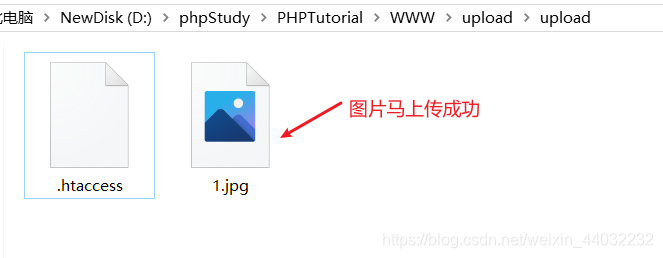 此电脑 > NewDisk (D:) > phpStudy > PHPTutorial > WWW > upload > upload
图片马上传成功
.htaccess
1.jpg
https://blog.csdn.net/weixin_44032232